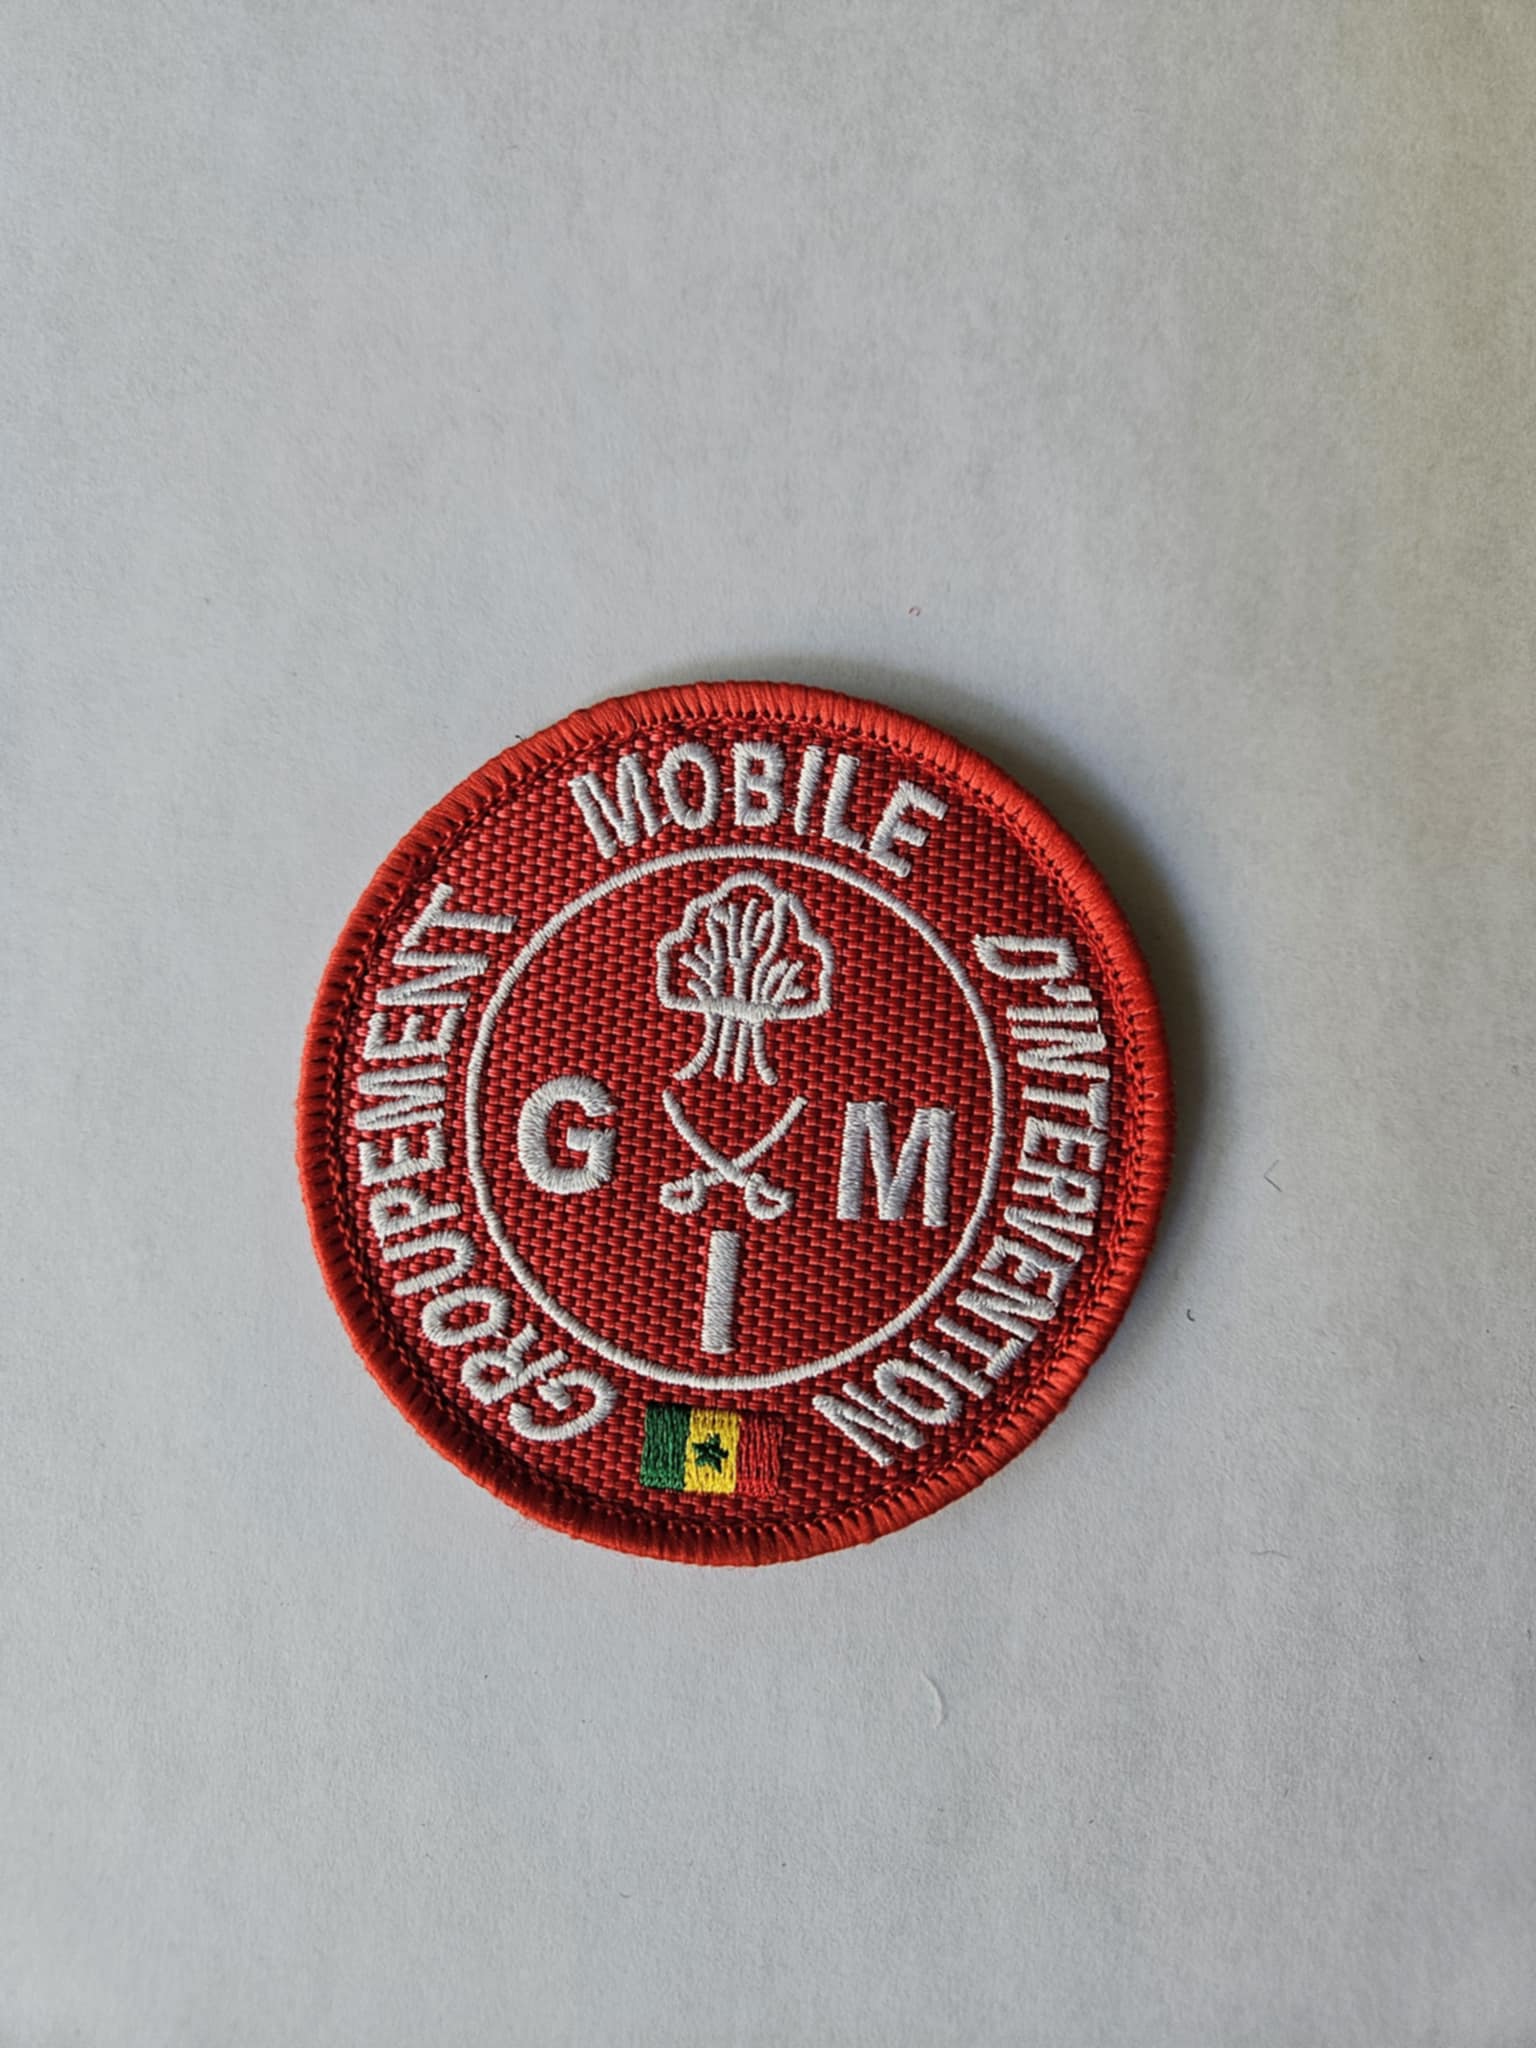 GROUPEMENT MOBILE D'INTERVENTION
G M
I